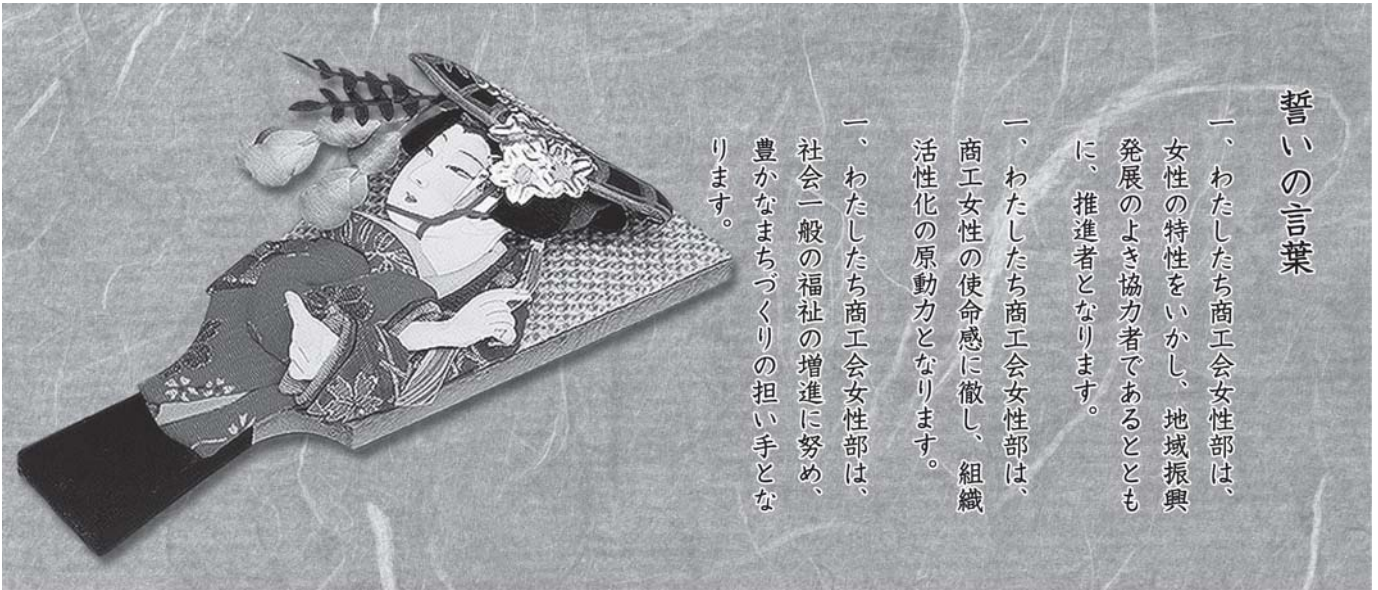 誓いの言葉
一、わたしたち商工会女性部は、
女性の特性をいかし、地域振興
発展のよき協力者であるととも
に、推進者となります。
一、わたしたち商工会女性部は、
商工女性の使命感に徹し、組織
活性化の原動力となります。
一、わたしたち商工会女性部は、
社会一般の福祉の増進に努め、
豊かなまちづくりの担い手とな
ります。